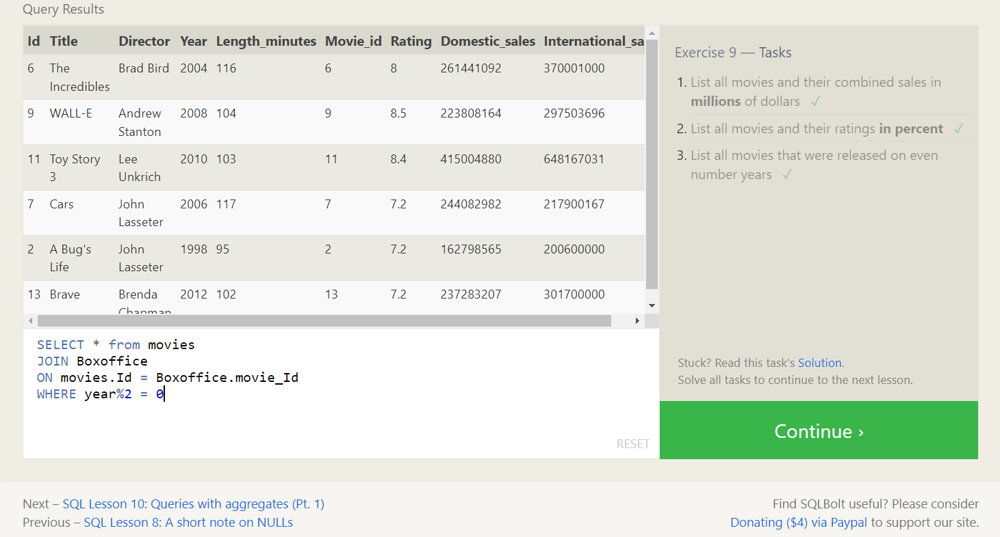 Query Results
Id Title Director Year Length_minutes Movie_id Rating Domestic_sales International_sa
6 The Incredibles Brad Bird 2004 116 6 8 261441092 370001000
9 WALL-E Andrew Stanton 2008 104 9 8.5 223808164 297503696
11 Toy Story 3 Lee Unkrich 2010 103 11 8.4 415004880 648167031
7 Cars John Lasseter 2006 117 7 7.2 244082982 217900167
2 A Bug's Life John Lasseter 1998 95 2 7.2 162798565 200600000
13 Brave Brenda Chapman 2012 102 13 7.2 237283207 301700000
SELECT * from movies
JOIN Boxoffice
ON movies.Id = Boxoffice.movie_Id
WHERE year%2 = 0
RESET
Exercise 9 — Tasks
1. List all movies and their combined sales in
millions of dollars ✓
2. List all movies and their ratings in percent ✓
3. List all movies that were released on even
number years ✓
Stuck? Read this task's Solution.
Solve all tasks to continue to the next lesson.
Continue ›
Next – SQL Lesson 10: Queries with aggregates (Pt. 1)
Previous – SQL Lesson 8: A short note on NULLs
Find SQLBolt useful? Please consider
Donating ($4) via Paypal to support our site.